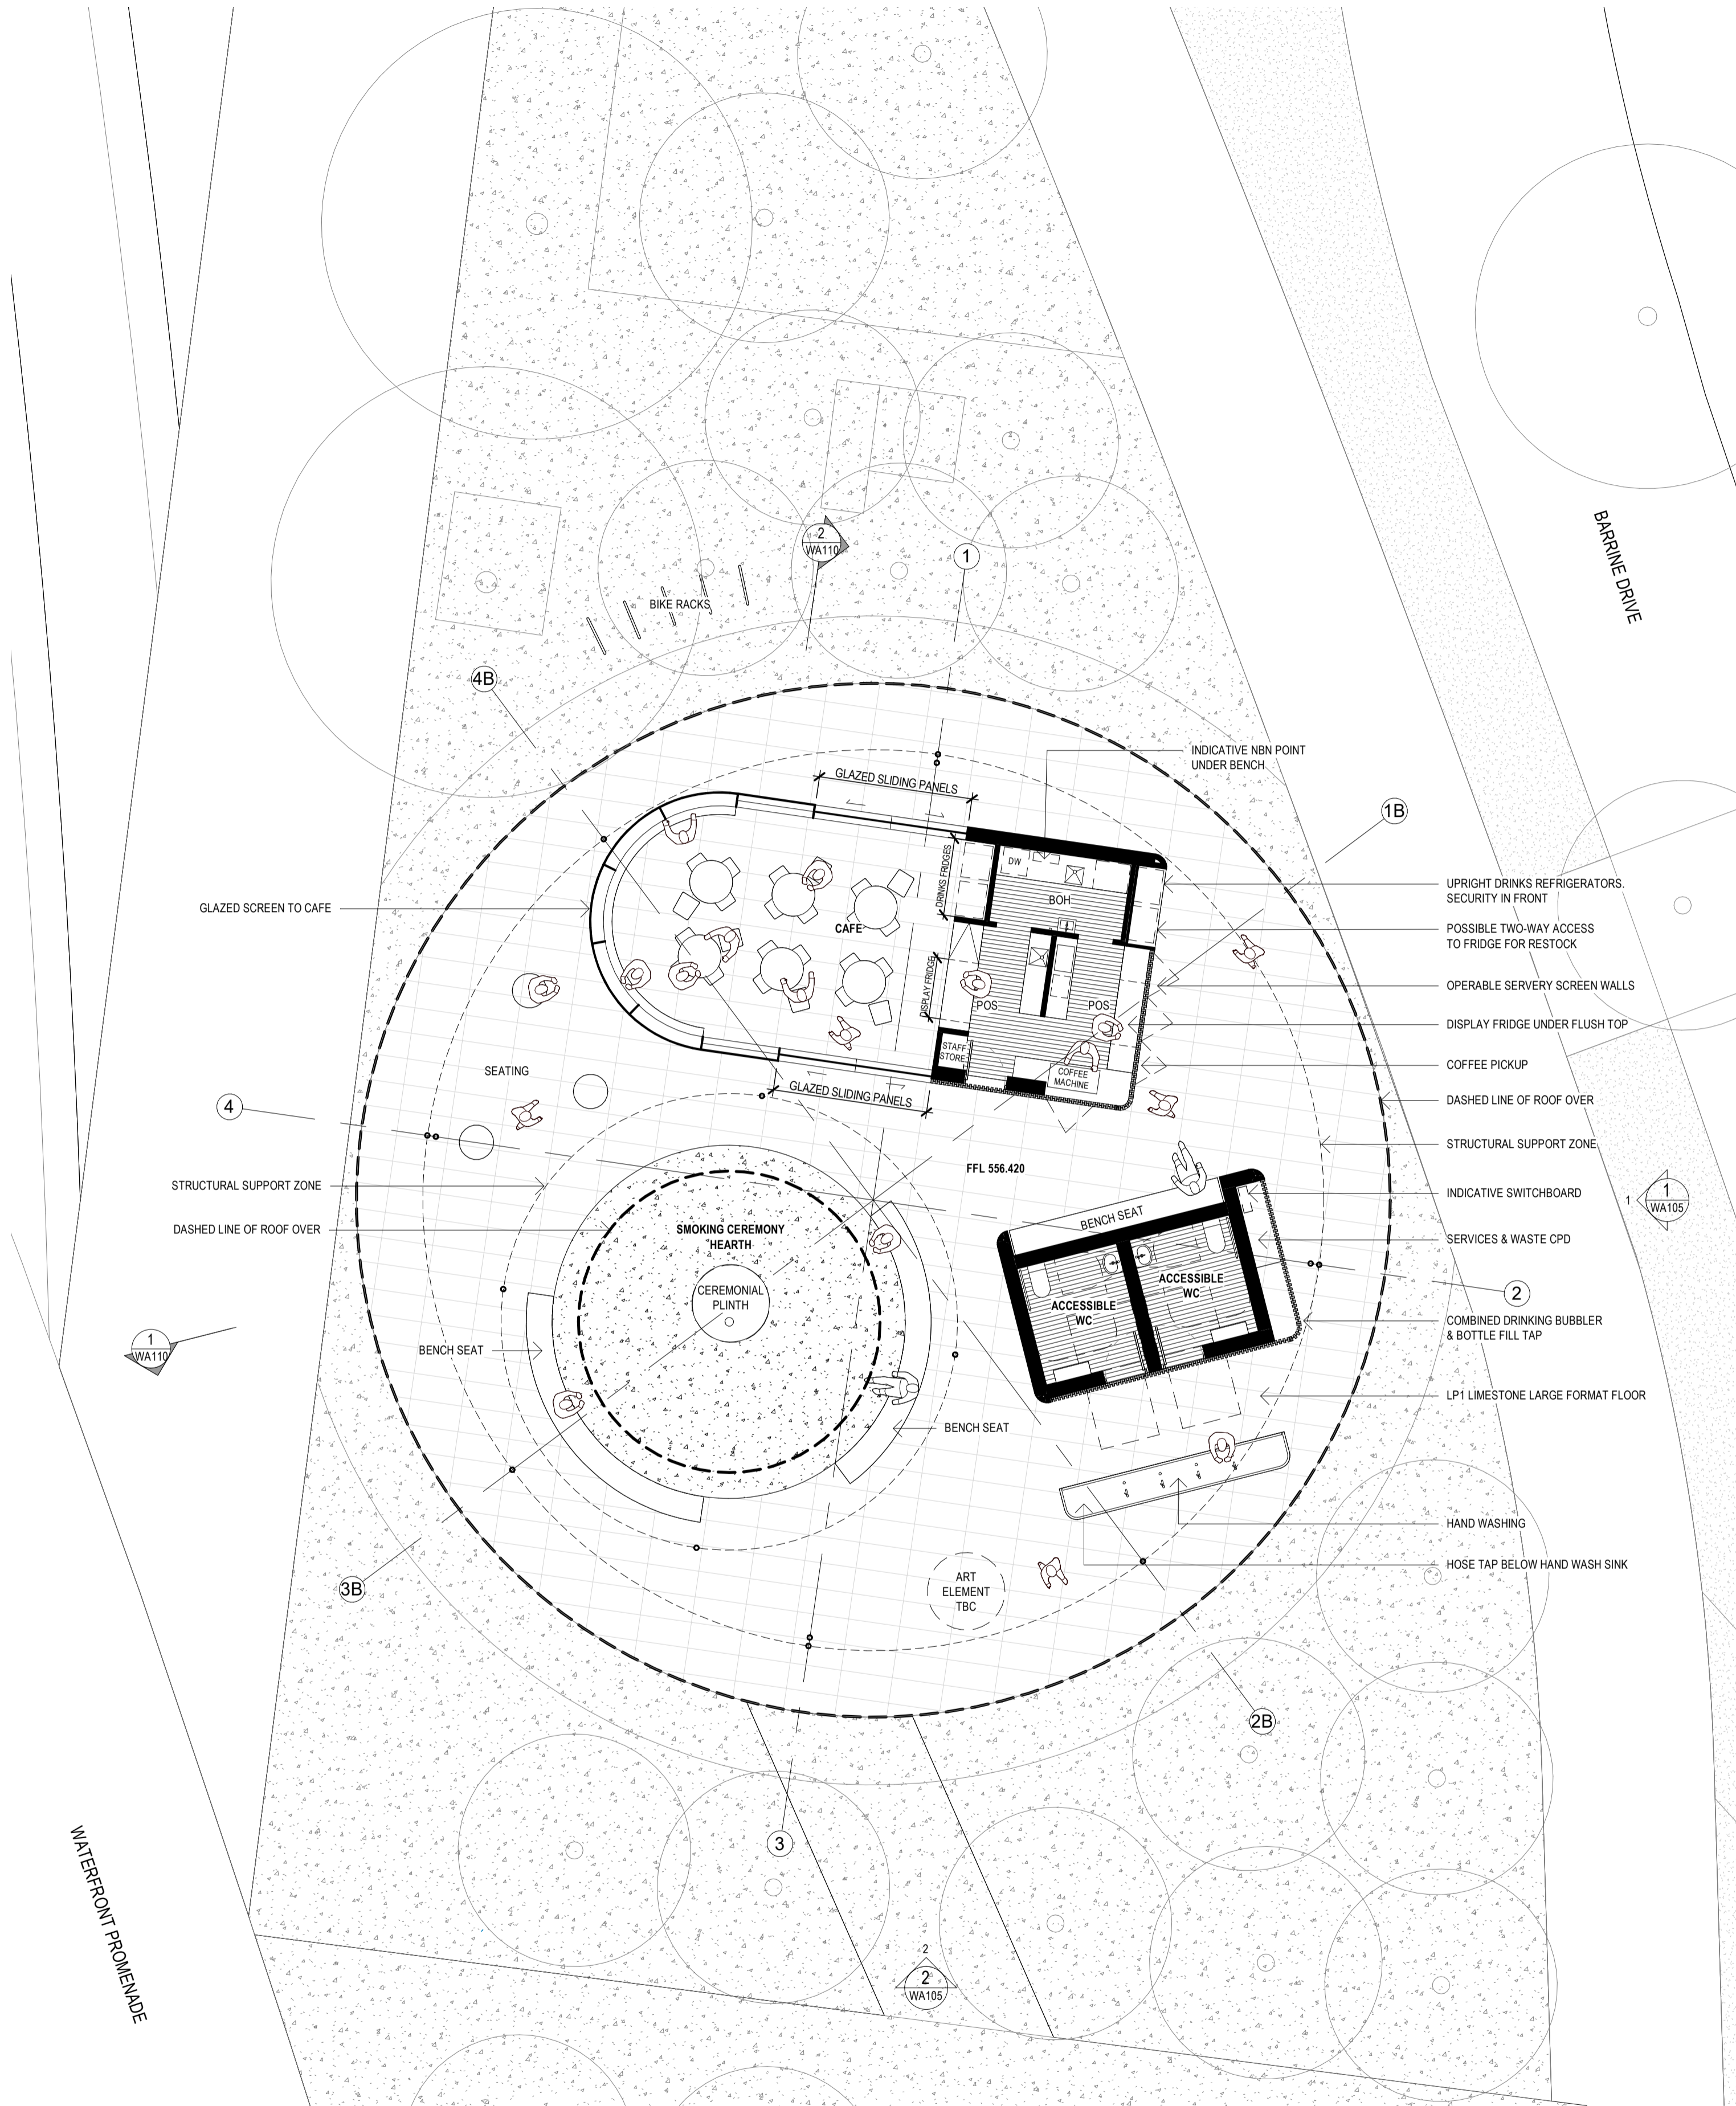 BARRINE DRIVE
2
WA110
1
BIKE RACKS
4B
INDICATIVE NBN POINT
UNDER BENCH
GLAZED SLIDING PANELS
1B
DRINKS FRIDGES
DW
BOH
UPRIGHT DRINKS REFRIGERATORS.
SECURITY IN FRONT
GLAZED SCREEN TO CAFE
CAFE
POSSIBLE TWO-WAY ACCESS
TO FRIDGE FOR RESTOCK
DISPLAY FRIDGE
POS
POS
OPERABLE SERVERY SCREEN WALLS
DISPLAY FRIDGE UNDER FLUSH TOP
STAFF
STORE
COFFEE
MACHINE
COFFEE PICKUP
SEATING
GLAZED SLIDING PANELS
DASHED LINE OF ROOF OVER
4
STRUCTURAL SUPPORT ZONE
FFL 556.420
STRUCTURAL SUPPORT ZONE
INDICATIVE SWITCHBOARD
1
1
WA105
BENCH SEAT
DASHED LINE OF ROOF OVER
SMOKING CEREMONY
HEARTH
SERVICES & WASTE CPD
CEREMONIAL
PLINTH
ACCESSIBLE
WC
ACCESSIBLE
WC
2
COMBINED DRINKING BUBBLER
& BOTTLE FILL TAP
1
WA110
BENCH SEAT
LP1 LIMESTONE LARGE FORMAT FLOOR
BENCH SEAT
HAND WASHING
HOSE TAP BELOW HAND WASH SINK
3B
ART
ELEMENT
TBC
2B
3
WATERFRONT PROMENADE
2
2
WA105